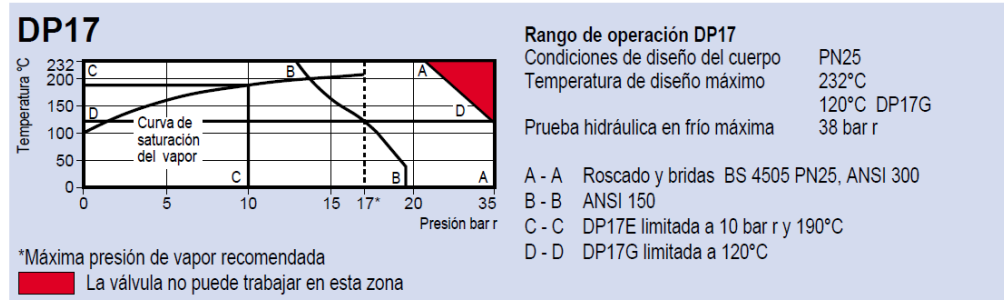 DP17
Temperatura ºC
232
200
150
100
50
0
C
B
A
D
D
Curva de
saturación
del vapor
C
B
A
0
5
10
15
17*
20
35
Presión bar r
*Máxima presión de vapor recomendada
La válvula no puede trabajar en esta zona
Rango de operación DP17
Condiciones de diseño del cuerpo PN25
Temperatura de diseño máximo 232°C
120°C DP17G
Prueba hidráulica en frío máxima 38 bar r
A - A Roscado y bridas BS 4505 PN25, ANSI 300
B - B ANSI 150
C - C DP17E limitada a 10 bar r y 190°C
D - D DP17G limitada a 120°C